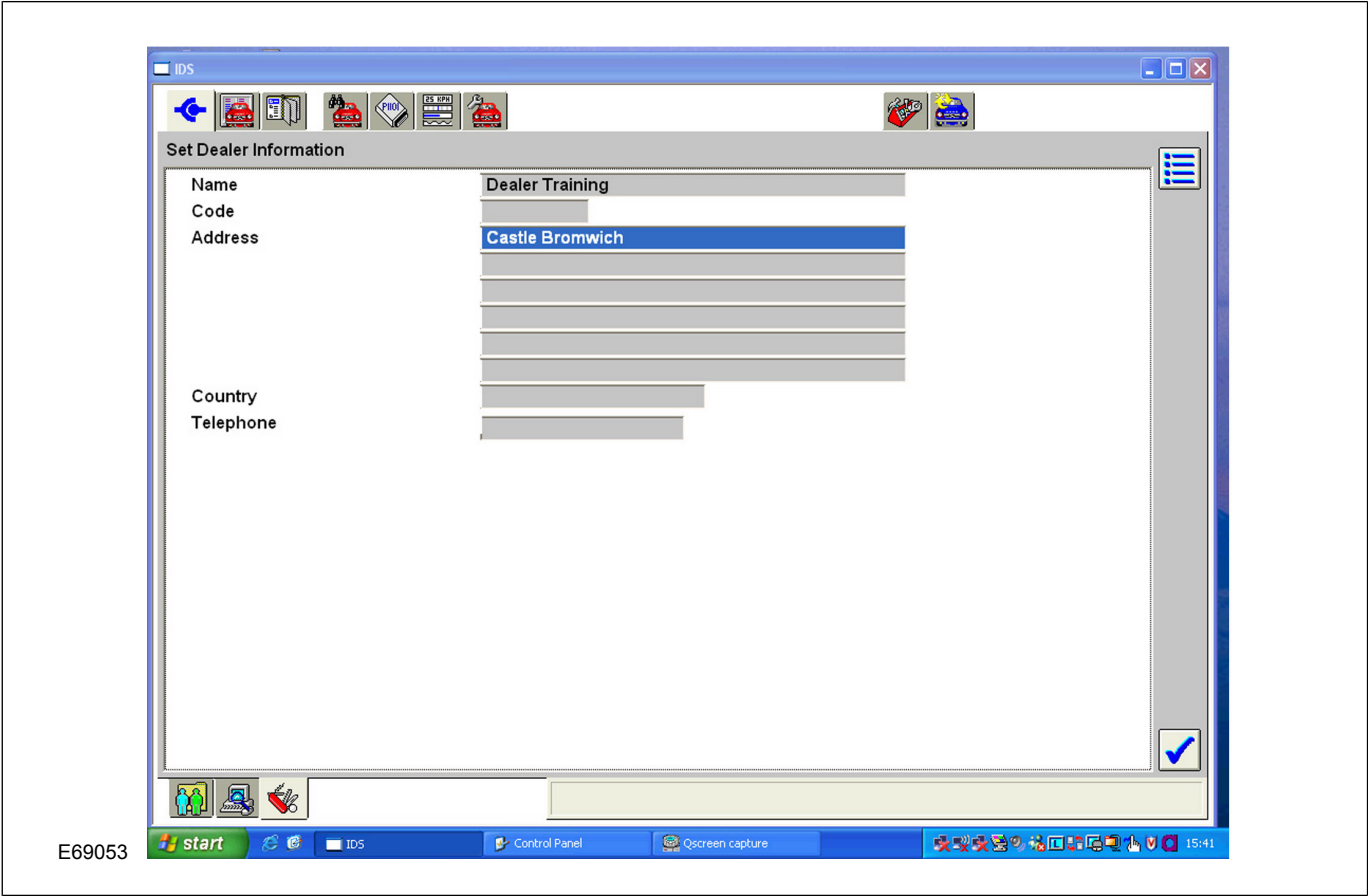 IDS
P1101
25 KPH
Set Dealer Information
Name Dealer Training
Code
Address Castle Bromwich
Country
Telephone
E69053
start IDS Control Panel Qscreen capture 15:41